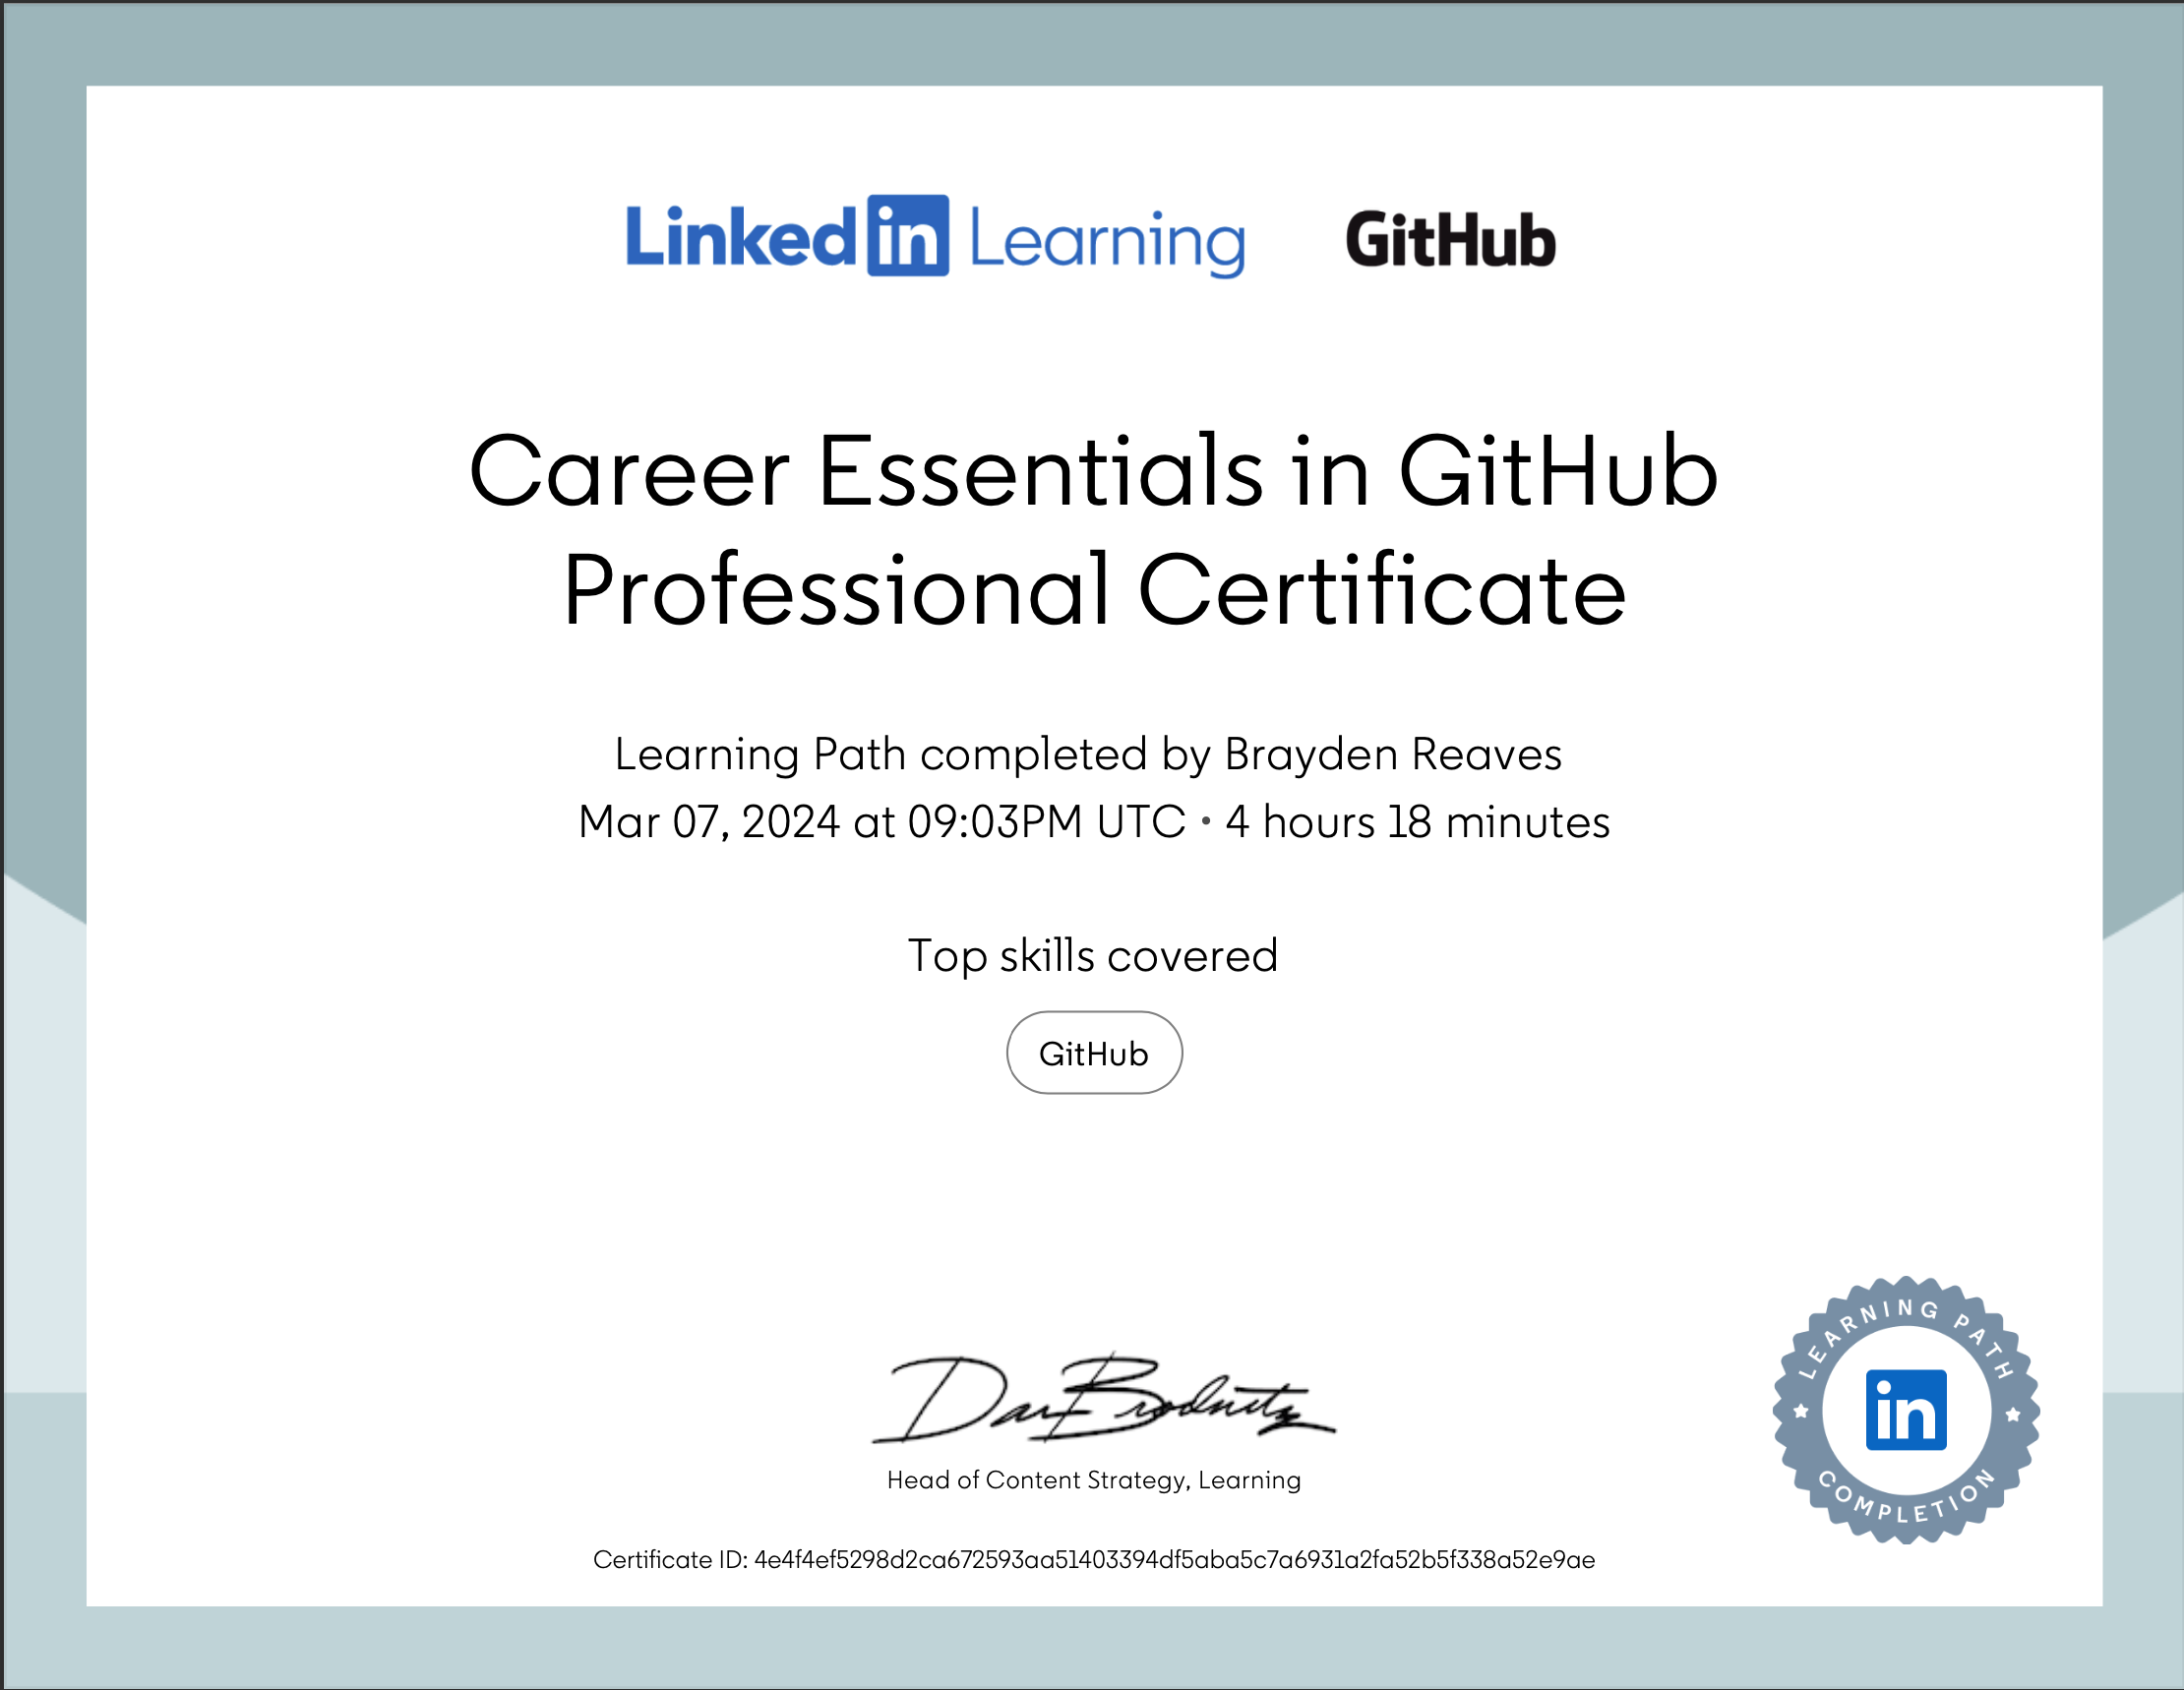 Linked in Learning GitHub
Career Essentials in GitHub
Professional Certificate
Learning Path completed by Brayden Reaves
Mar 07, 2024 at 09:03PM UTC • 4 hours 18 minutes
Top skills covered
GitHub
Dan Brodnitz
Head of Content Strategy, Learning
LEARNING PATH
in
COMPLETION
Certificate ID: 4e4f4ef5298d2ca672593aa51403394df5aba5c7a6931a2fa52b5f338a52e9ae